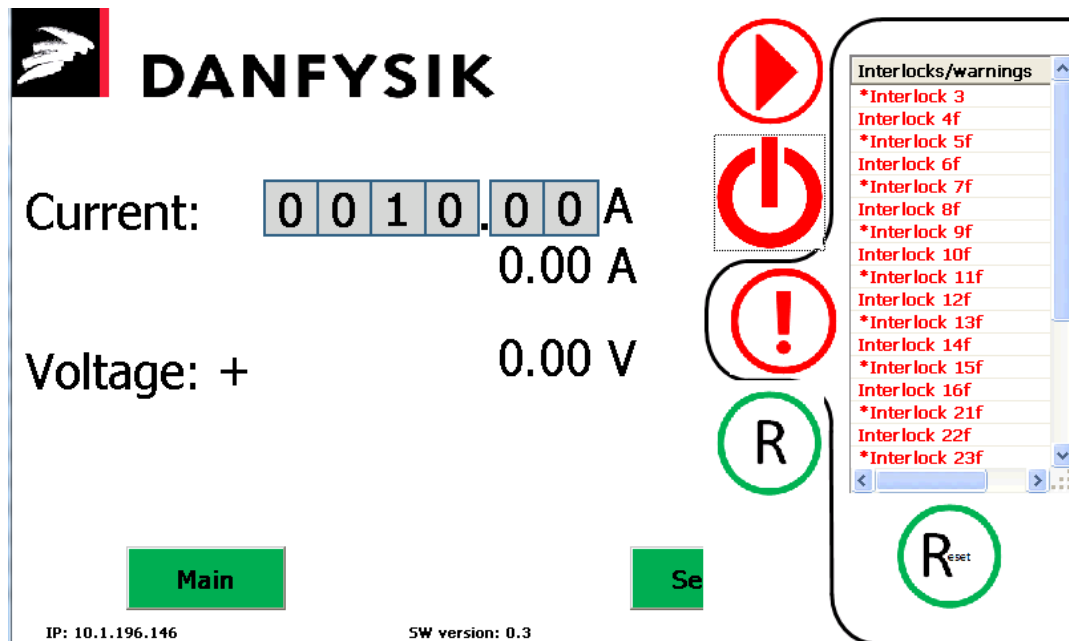 DANFYSIK
Current: 0010.00 A
0.00 A
Voltage: + 0.00 V
Main
Se
IP: 10.1.196.146
SW version: 0.3
R
Interlocks/warnings
*Interlock 3
Interlock 4f
*Interlock 5f
Interlock 6f
*Interlock 7f
Interlock 8f
*Interlock 9f
Interlock 10f
*Interlock 11f
Interlock 12f
*Interlock 13f
Interlock 14f
*Interlock 15f
Interlock 16f
*Interlock 21f
Interlock 22f
*Interlock 23f
Reset